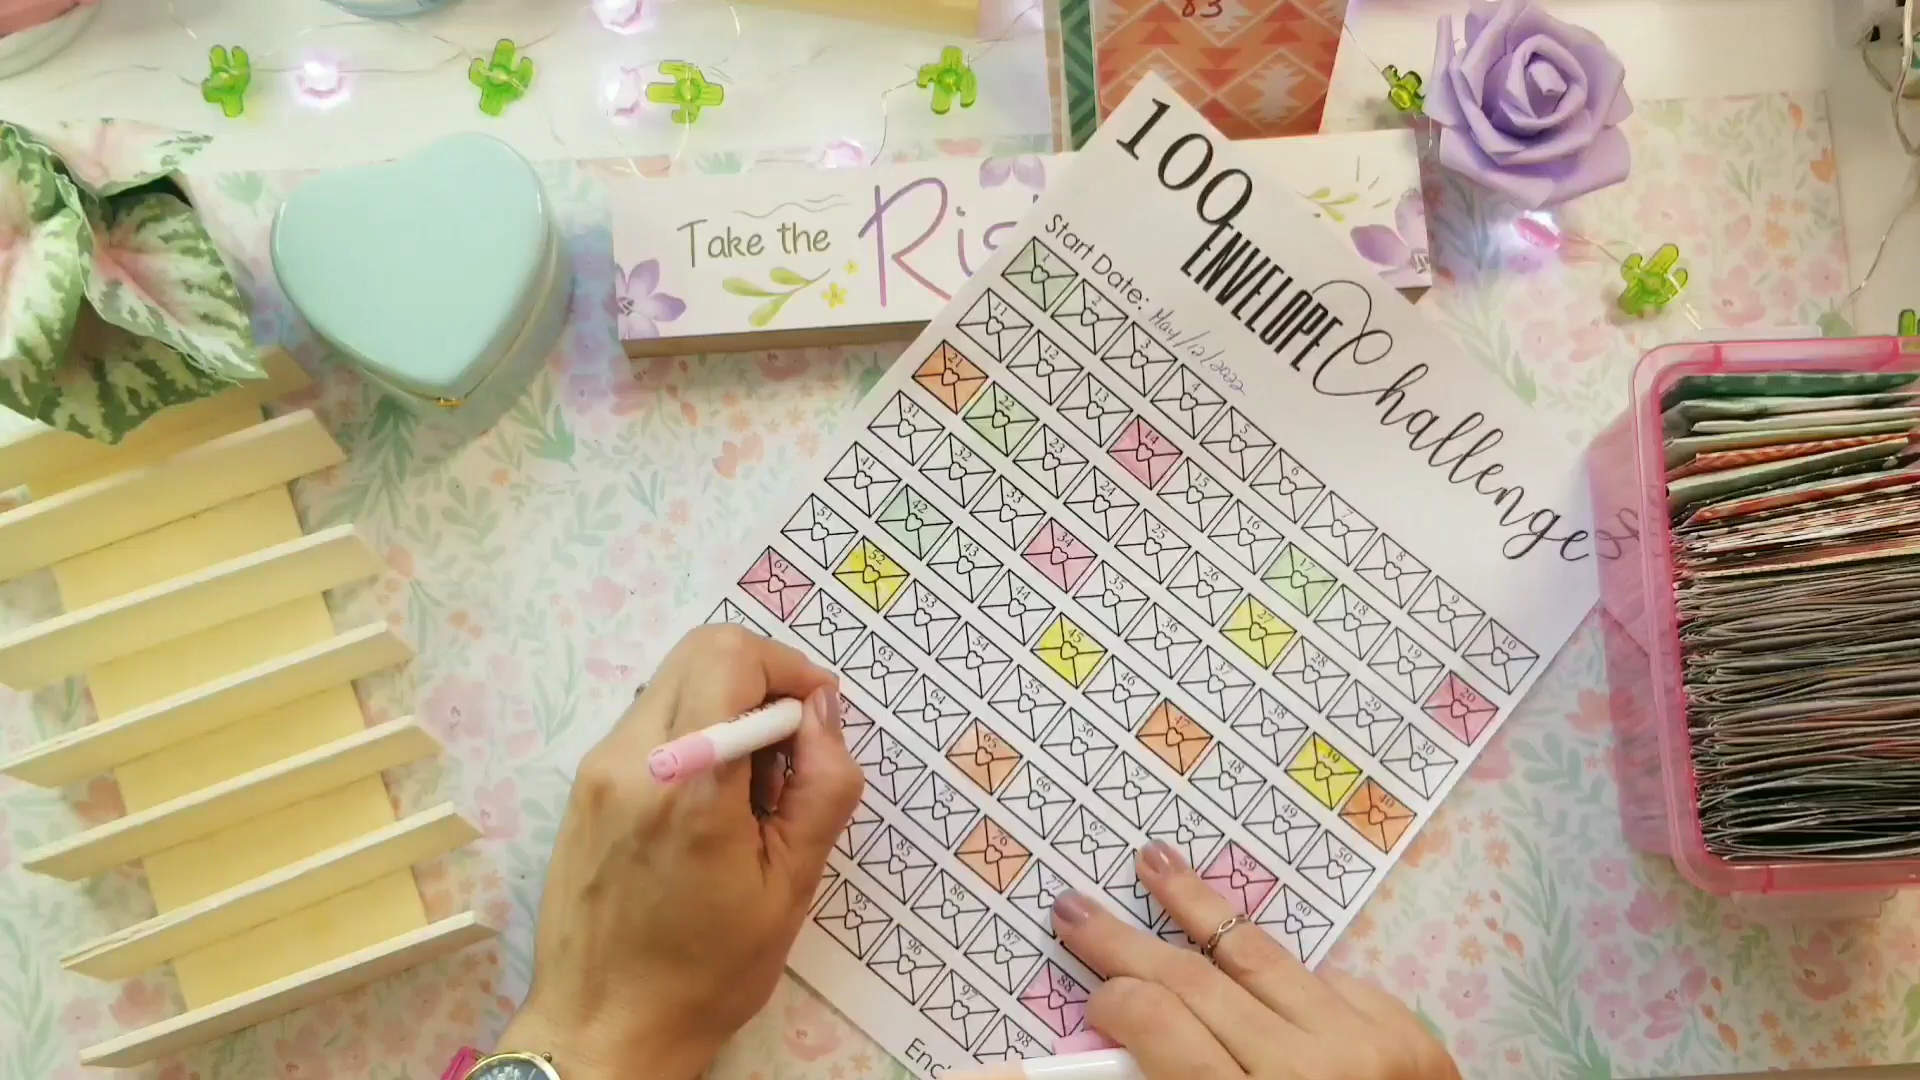 83
Take the
100
ENVELOPE
Challenge
Start Date: May/12/2022
1 2 3 4 5 6 7 8 9 10
11 12 13 14 15 16 17 18 19 20
21 22 23 24 25 26 27 28 29 30
31 32 33 34 35 36 37 38 39 40
41 42 43 44 45 46 47 48 49 50
51 52 53 54 55 56 57 58 59 60
61 62 63 64 65 66 67
74 75 76 77
85 86 87 88
95 96 97 98